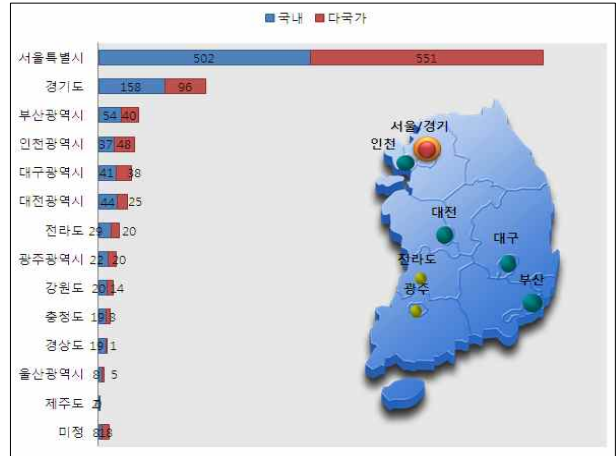 국내 다국가
서울특별시 502 551
경기도 158 96
부산광역시 54 40
인천광역시 37 48
대구광역시 41 38
대전광역시 44 25
전라도 29 20
광주광역시 22 20
강원도 20 14
충청도 19 8
경상도 19 1
울산광역시 8 5
제주도
미정 8 18
서울/경기
인천
대전
대구
전라도
광주
부산